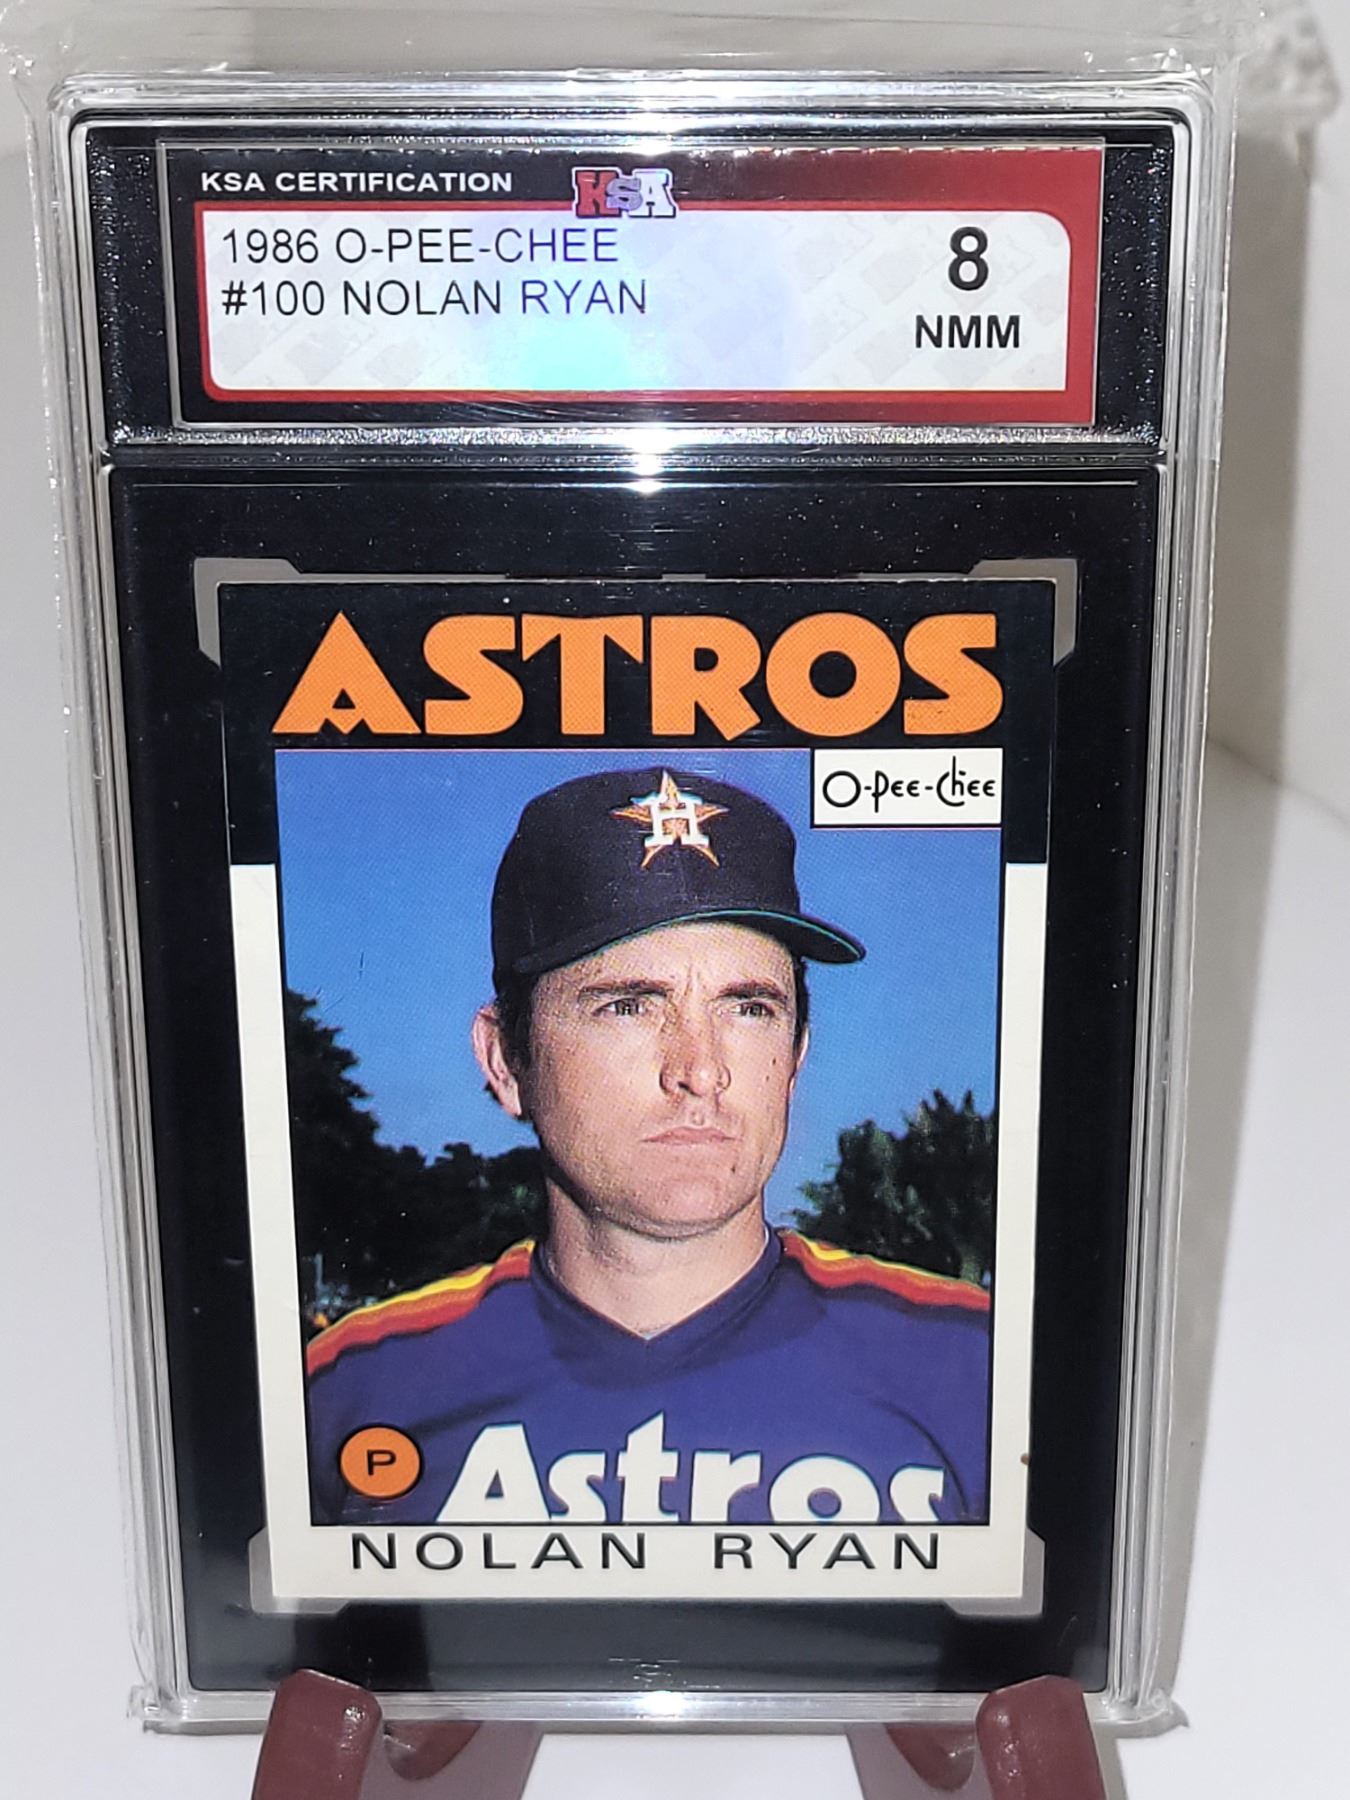 KSA CERTIFICATION
KSA
1986 O-PEE-CHEE
#100 NOLAN RYAN
8
NMM
ASTROS
O-Pee-Chee
H
P
Astros
NOLAN RYAN